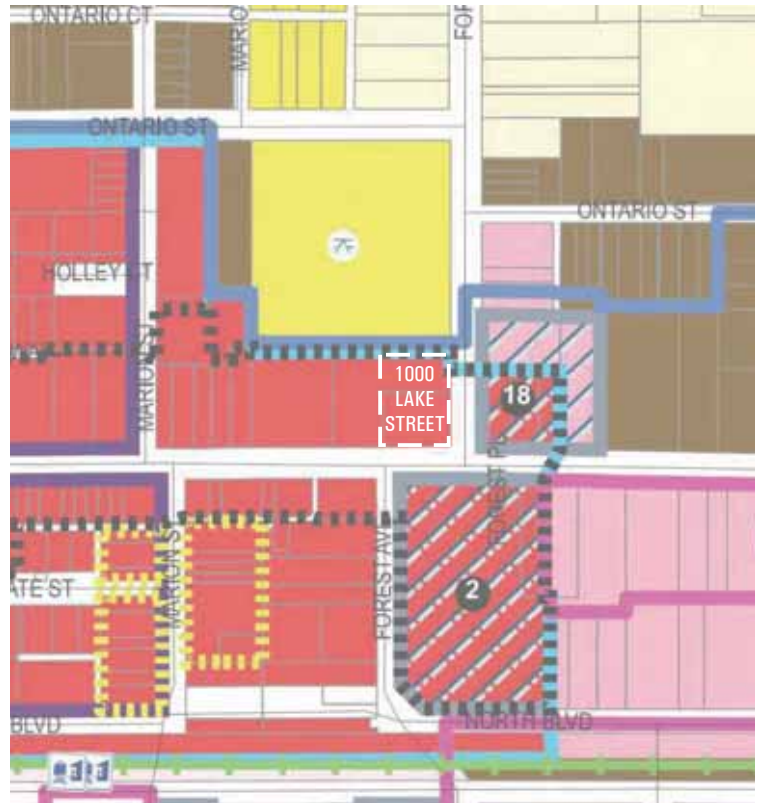 ONTARIO CT
MARIO
FOR
ONTARIO ST
ONTARIO ST
HOLLEY CT
MARION ST
1000
LAKE
STREET
18
FOREST PL
MARION ST
FOREST AV
2
ATE ST
NORTH BLVD
BLVD